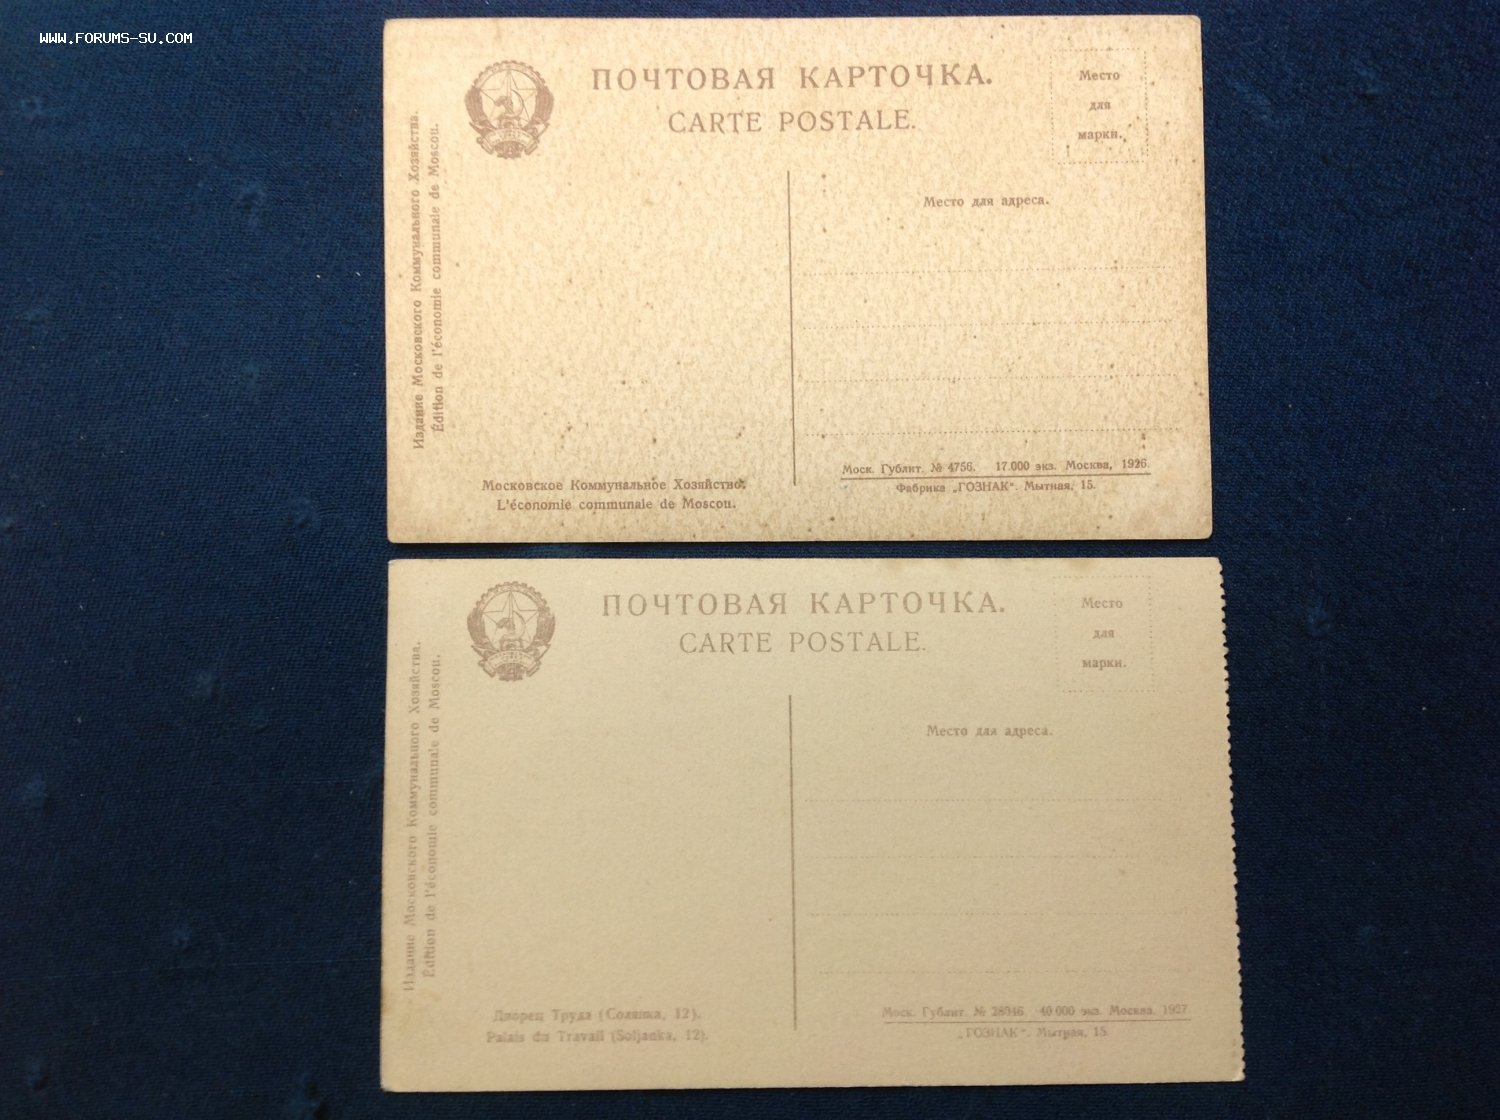 WWW.FORUMS-SU.COM
ПОЧТОВАЯ КАРТОЧКА.
CARTE POSTALE.
Место
для
марки.
Издание Московского Коммунального Хозяйства.
Édition de l'économie communale de Moscou.
Место для адреса.
Московское Коммунальное Хозяйство.
L'économie communale de Moscou.
Моск. Гублит. № 4756. 17.000 экз. Москва, 1926.
Фабрика „ГОЗНАК“. Мытная, 15.
ПОЧТОВАЯ КАРТОЧКА.
CARTE POSTALE.
Место
для
марки.
Издание Московского Коммунального Хозяйства.
Édition de l'économie communale de Moscou.
Место для адреса.
Дворец Труда (Солянка, 12).
Palais du Travail (Soljanka, 12).
Моск. Гублит. № 28046. 40 000 экз. Москва. 1927
„ГОЗНАК“. Мытная, 15.